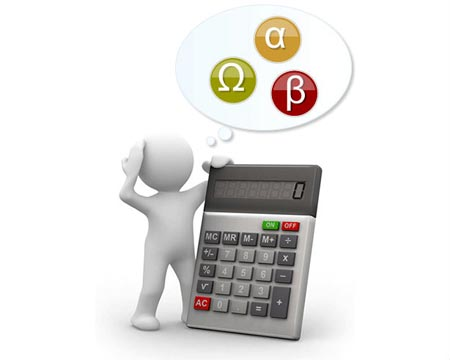 α
Ω
β
0
ON OFF
MC MR M- M+ ÷
+/- 7 8 9 x
% 4 5 6 -
√ 1 2 3
AC 0 . =